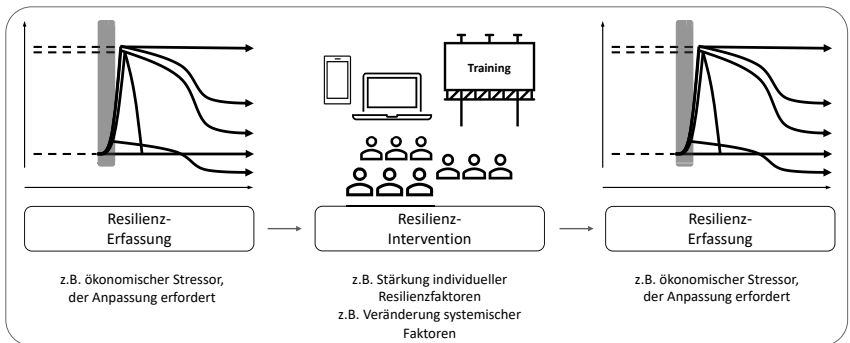 Training
Resilienz-
Erfassung
Resilienz-
Intervention
Resilienz-
Erfassung
z.B. ökonomischer Stressor,
der Anpassung erfordert
z.B. Stärkung individueller
Resilienzfaktoren
z.B. Veränderung systemischer
Faktoren
z.B. ökonomischer Stressor,
der Anpassung erfordert